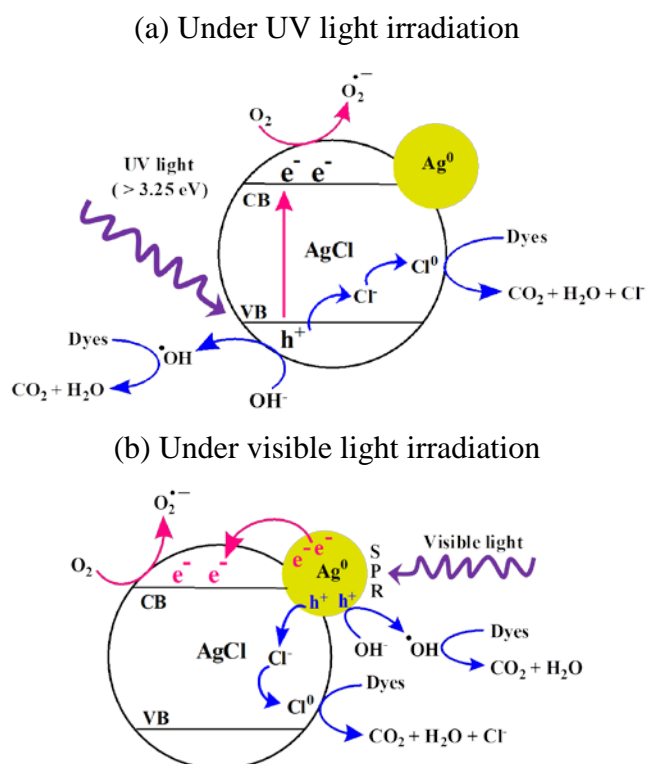 (a) Under UV light irradiation
O₂•−
O₂
UV light
( > 3.25 eV)
e⁻ e⁻
Ag⁰
CB
AgCl
Cl⁰
Dyes
Cl⁻
CO₂ + H₂O + Cl⁻
VB
h⁺
Dyes
•OH
CO₂ + H₂O
OH⁻
(b) Under visible light irradiation
O₂•−
O₂
e⁻ e⁻
e⁻ e⁻
Ag⁰
S
P
R
Visible light
CB
h⁺ h⁺
AgCl
Cl⁻
OH⁻
•OH
Dyes
CO₂ + H₂O
Cl⁰
Dyes
VB
CO₂ + H₂O + Cl⁻